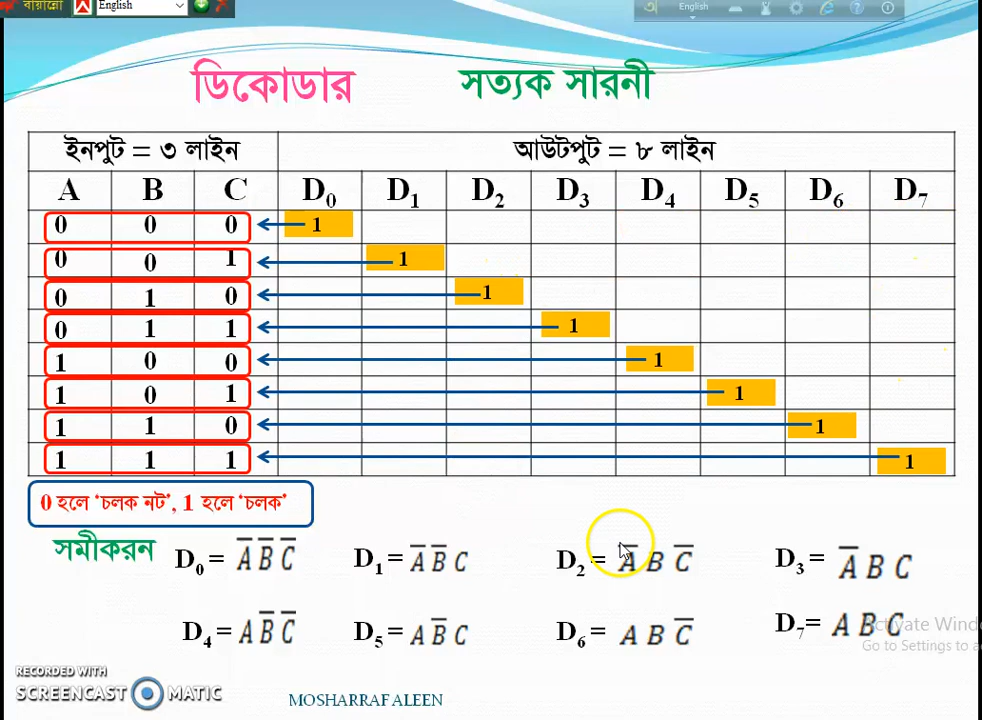 বায়ান্নো English English
ডিকোডার সত্যক সারনী
ইনপুট = ৩ লাইন আউটপুট = ৮ লাইন
A B C D₀ D₁ D₂ D₃ D₄ D₅ D₆ D₇
0 0 0 1
0 0 1 1
0 1 0 1
0 1 1 1
1 0 0 1
1 0 1 1
1 1 0 1
1 1 1 1
0 হলে ‘চলক নট’, 1 হলে ‘চলক’
সমীকরন D₀ = A̅ B̅ C̅ D₁ = A̅ B̅ C D₂ = A̅ B C̅ D₃ = A̅ B C
D₄ = A B̅ C̅ D₅ = A B̅ C D₆ = A B C̅ D₇= A B C
Activate Wind
Go to Settings to a
RECORDED WITH
SCREENCAST MATIC
MOSHARRAF ALEEN